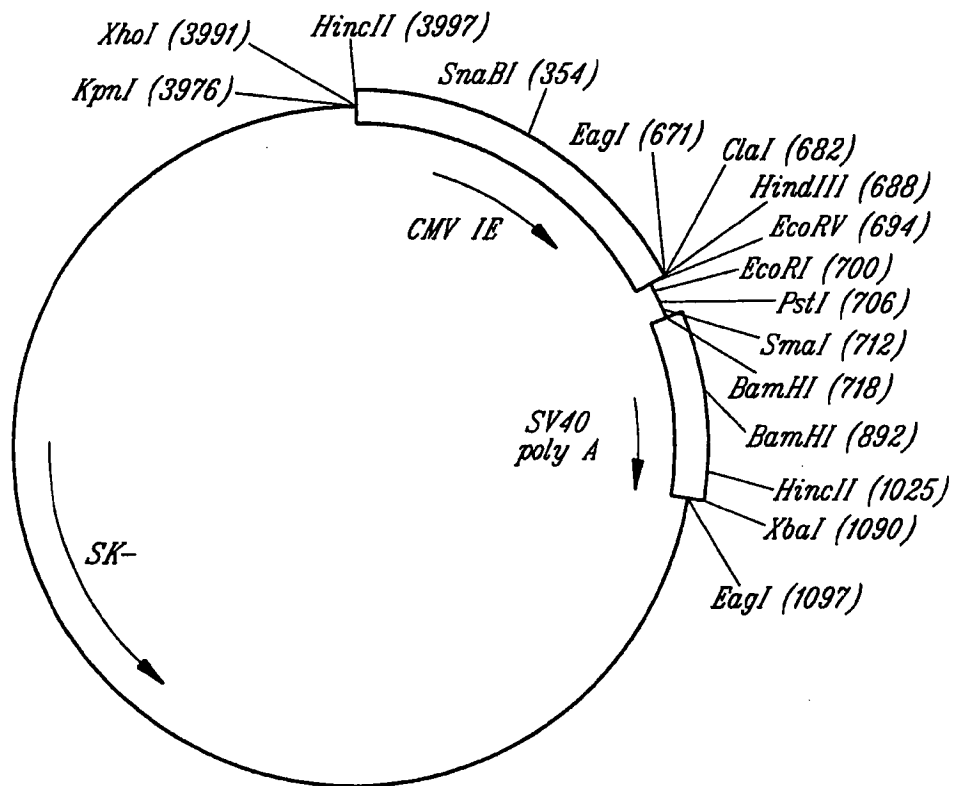 XhoI (3991)
HincII (3997)
KpnI (3976)
SnaBI (354)
EagI (671)
ClaI (682)
HindIII (688)
EcoRV (694)
EcoRI (700)
PstI (706)
SmaI (712)
BamHI (718)
BamHI (892)
HincII (1025)
XbaI (1090)
EagI (1097)
CMV IE
SV40
poly A
SK-